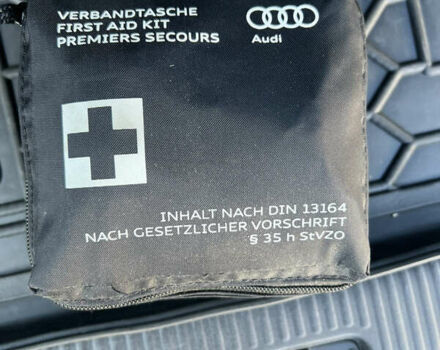 VERBANDTASCHE
FIRST AID KIT
PREMIERS SECOURS
Audi
INHALT NACH DIN 13164
NACH GESETZLICHER VORSCHRIFT
§ 35 h StVZO